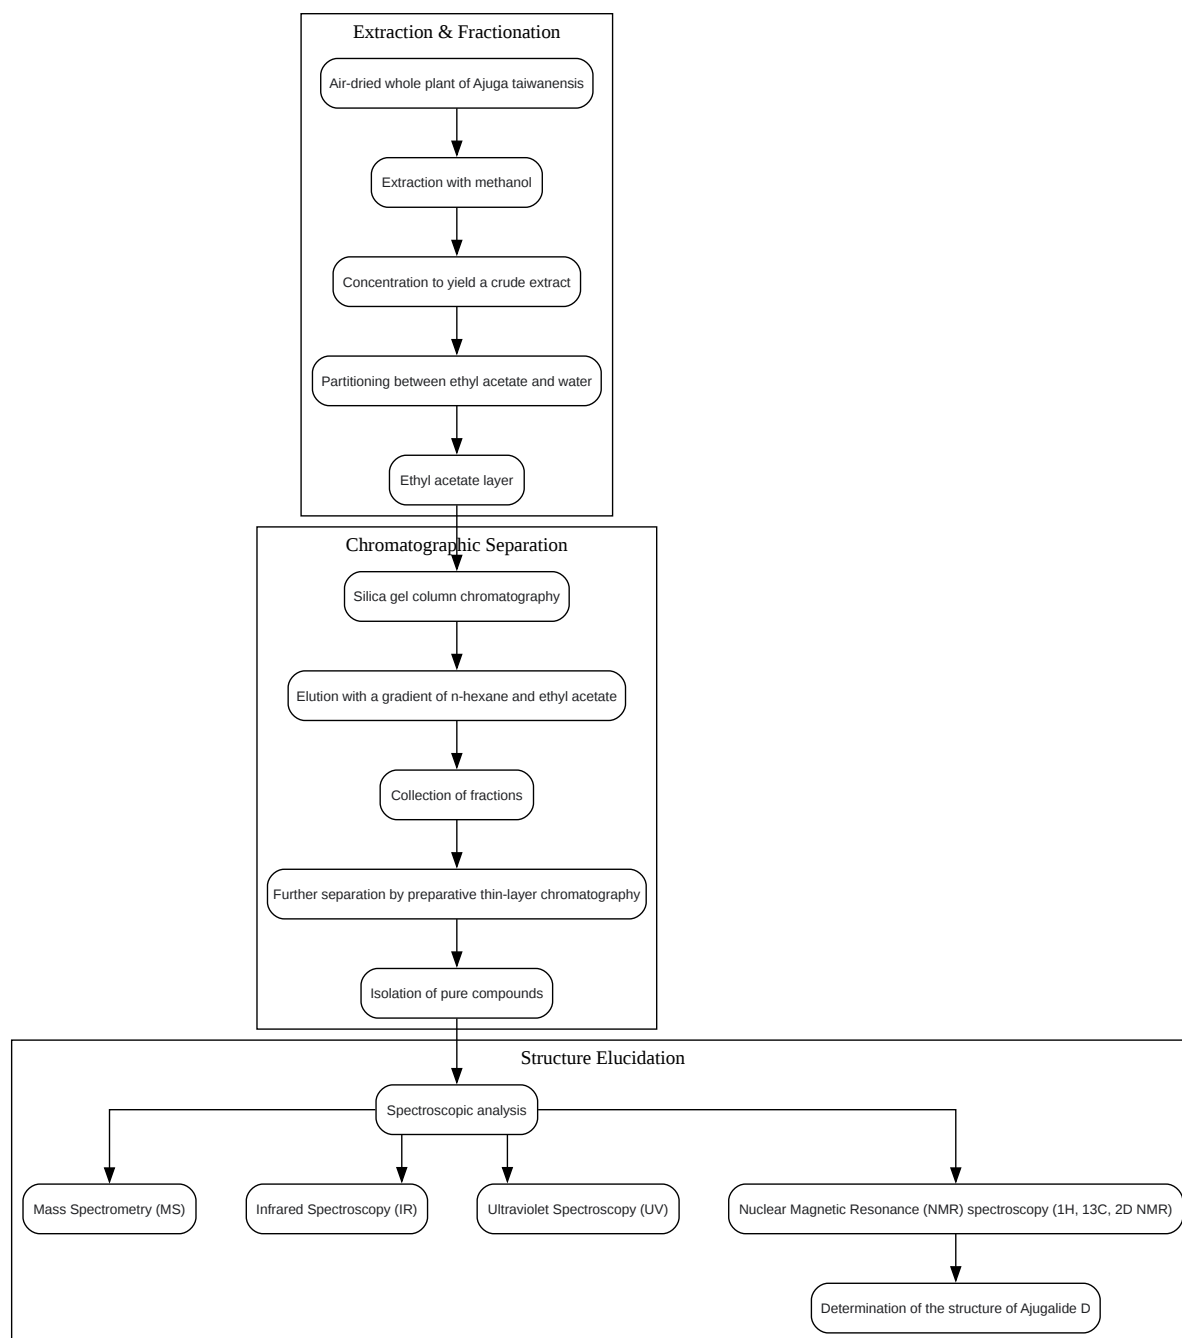 Extraction & Fractionation
Air-dried whole plant of Ajuga taiwanensis
Extraction with methanol
Concentration to yield a crude extract
Partitioning between ethyl acetate and water
Ethyl acetate layer
Chromatographic Separation
Silica gel column chromatography
Elution with a gradient of n-hexane and ethyl acetate
Collection of fractions
Further separation by preparative thin-layer chromatography
Isolation of pure compounds
Structure Elucidation
Spectroscopic analysis
Mass Spectrometry (MS)
Infrared Spectroscopy (IR)
Ultraviolet Spectroscopy (UV)
Nuclear Magnetic Resonance (NMR) spectroscopy (1H, 13C, 2D NMR)
Determination of the structure of Ajugalide D